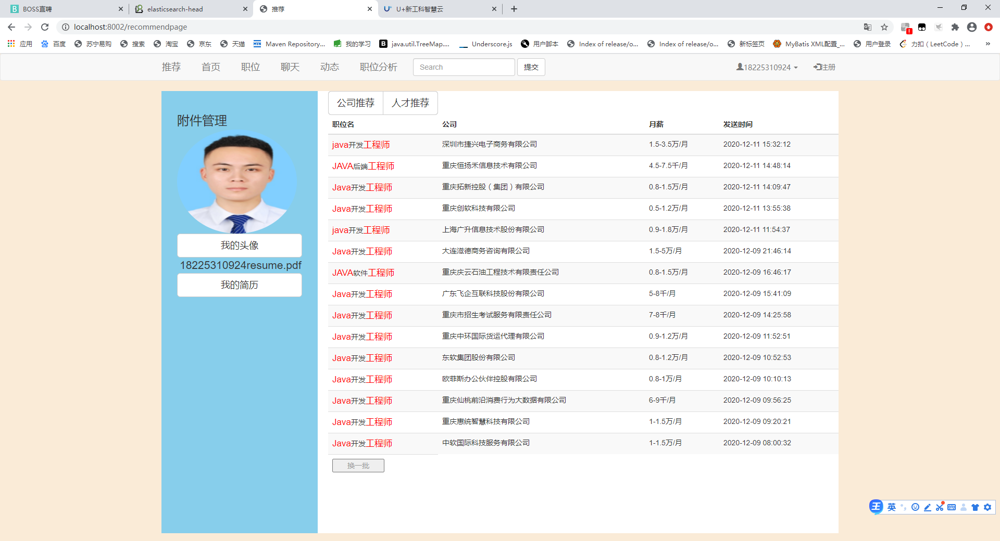 BOSS直聘
elasticsearch-head
推荐
U+新工科智慧云
localhost:8002/recommendpage
应用 百度 苏宁易购 搜索 淘宝 京东 天猫 Maven Repository... 我的学习 java.util.TreeMap.... Underscore.js 用户脚本 Index of release/o... Index of release/o... 新标签页 MyBatis XML配置_... 用户登录 力扣（LeetCode）... »
推荐 首页 职位 聊天 动态 职位分析 Search 提交 18225310924 注册
附件管理
我的头像
18225310924resume.pdf
我的简历
公司推荐 人才推荐
职位名 公司 月薪 发送时间
java开发工程师 深圳市捷兴电子商务有限公司 1.5-3.5万/月 2020-12-11 15:32:12
JAVA后端工程师 重庆恒扬禾信息技术有限公司 4.5-7.5千/月 2020-12-11 14:48:14
Java开发工程师 重庆拓新控股（集团）有限公司 0.8-1.5万/月 2020-12-11 14:09:47
Java开发工程师 重庆创软科技有限公司 0.5-1.2万/月 2020-12-11 13:55:38
java开发工程师 上海广升信息技术股份有限公司 0.9-1.8万/月 2020-12-11 11:54:37
Java开发工程师 大连滋德商务咨询有限公司 1.5-5万/月 2020-12-09 21:46:14
JAVA软件工程师 重庆庆云石油工程技术有限责任公司 0.8-1.5万/月 2020-12-09 16:46:17
Java开发工程师 广东飞企互联科技股份有限公司 5-8千/月 2020-12-09 15:41:09
Java开发工程师 重庆市招生考试服务有限责任公司 7-8千/月 2020-12-09 14:25:58
Java开发工程师 重庆中环国际货运代理有限公司 0.9-1.2万/月 2020-12-09 11:52:51
Java开发工程师 东软集团股份有限公司 0.8-1.2万/月 2020-12-09 10:52:53
Java开发工程师 欧菲斯办公伙伴控股有限公司 0.8-1万/月 2020-12-09 10:10:13
Java开发工程师 重庆仙桃前沿消费行为大数据有限公司 6-9千/月 2020-12-09 09:56:25
Java开发工程师 重庆惠统智慧科技有限公司 1-1.5万/月 2020-12-09 09:20:21
Java开发工程师 中软国际科技服务有限公司 1-1.5万/月 2020-12-09 08:00:32
换一批
王 英